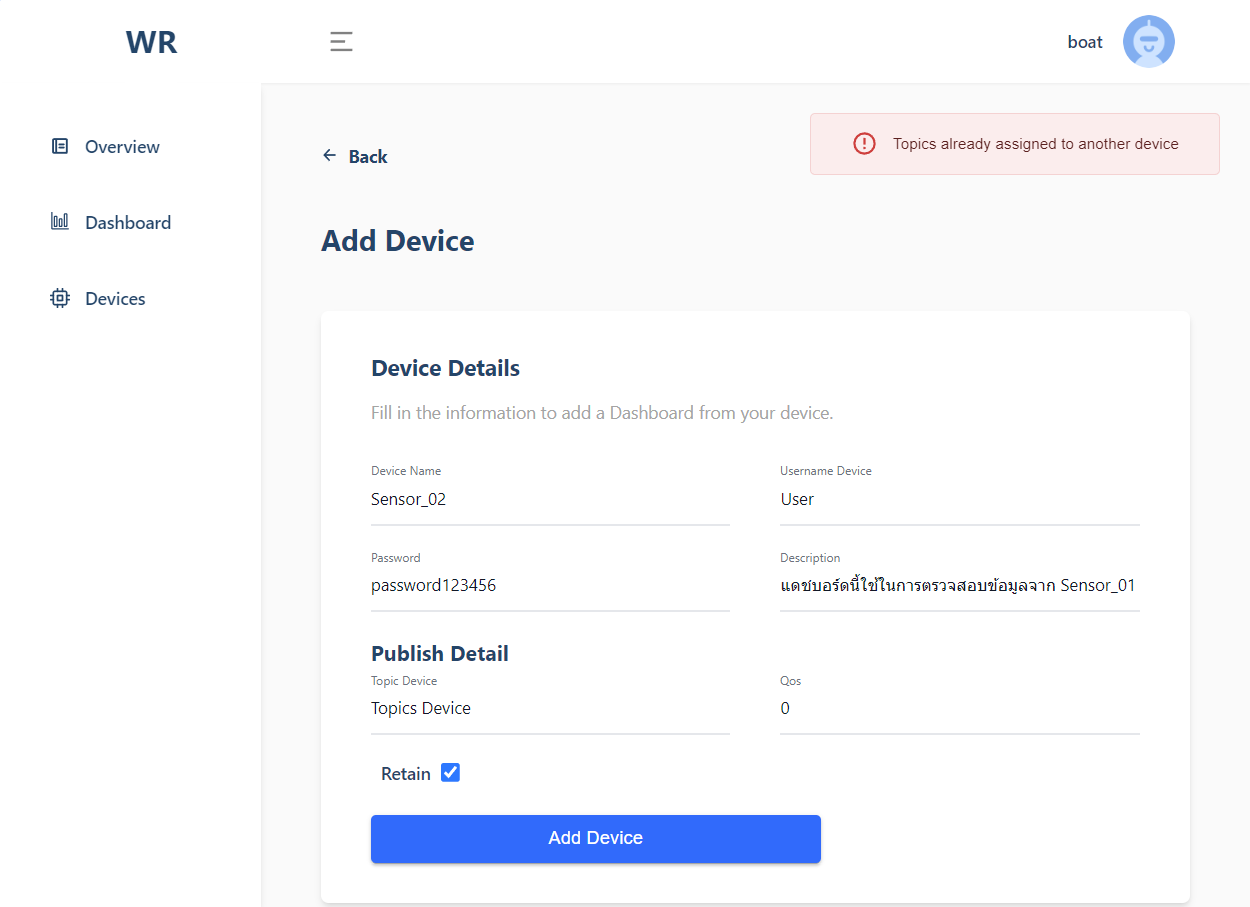 WR
boat
Overview
Dashboard
Devices
Back
Topics already assigned to another device
Add Device
Device Details
Fill in the information to add a Dashboard from your device.
Device Name
Username Device
Sensor_02
User
Password
Description
password123456
แดชบอร์ดนี้ใช้ในการตรวจสอบข้อมูลจาก Sensor_01
Publish Detail
Topic Device
Qos
Topics Device
0
Retain
Add Device